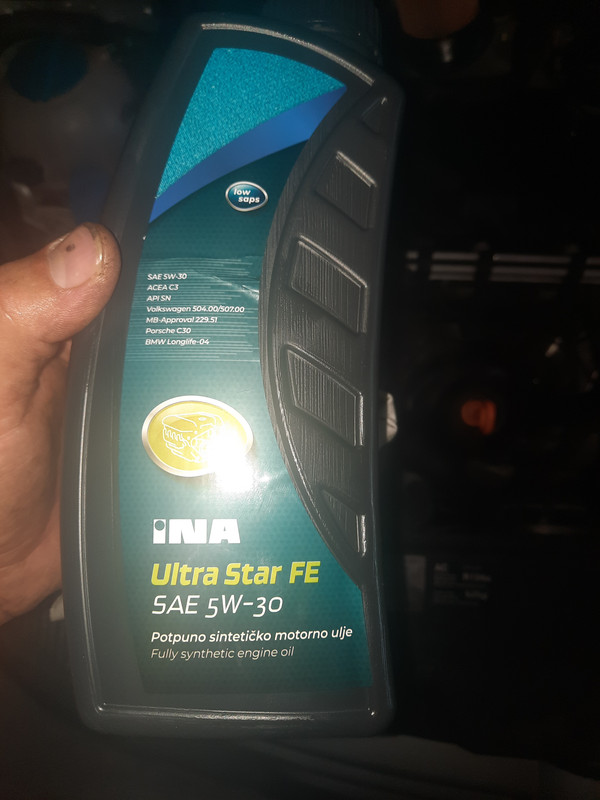 low
saps
SAE 5W-30
ACEA C3
API SN
Volkswagen 504.00/507.00
MB-Approval 229.51
Porsche C30
BMW Longlife-04
INA
Ultra Star FE
SAE 5W-30
Potpuno sintetičko motorno ulje
Fully synthetic engine oil